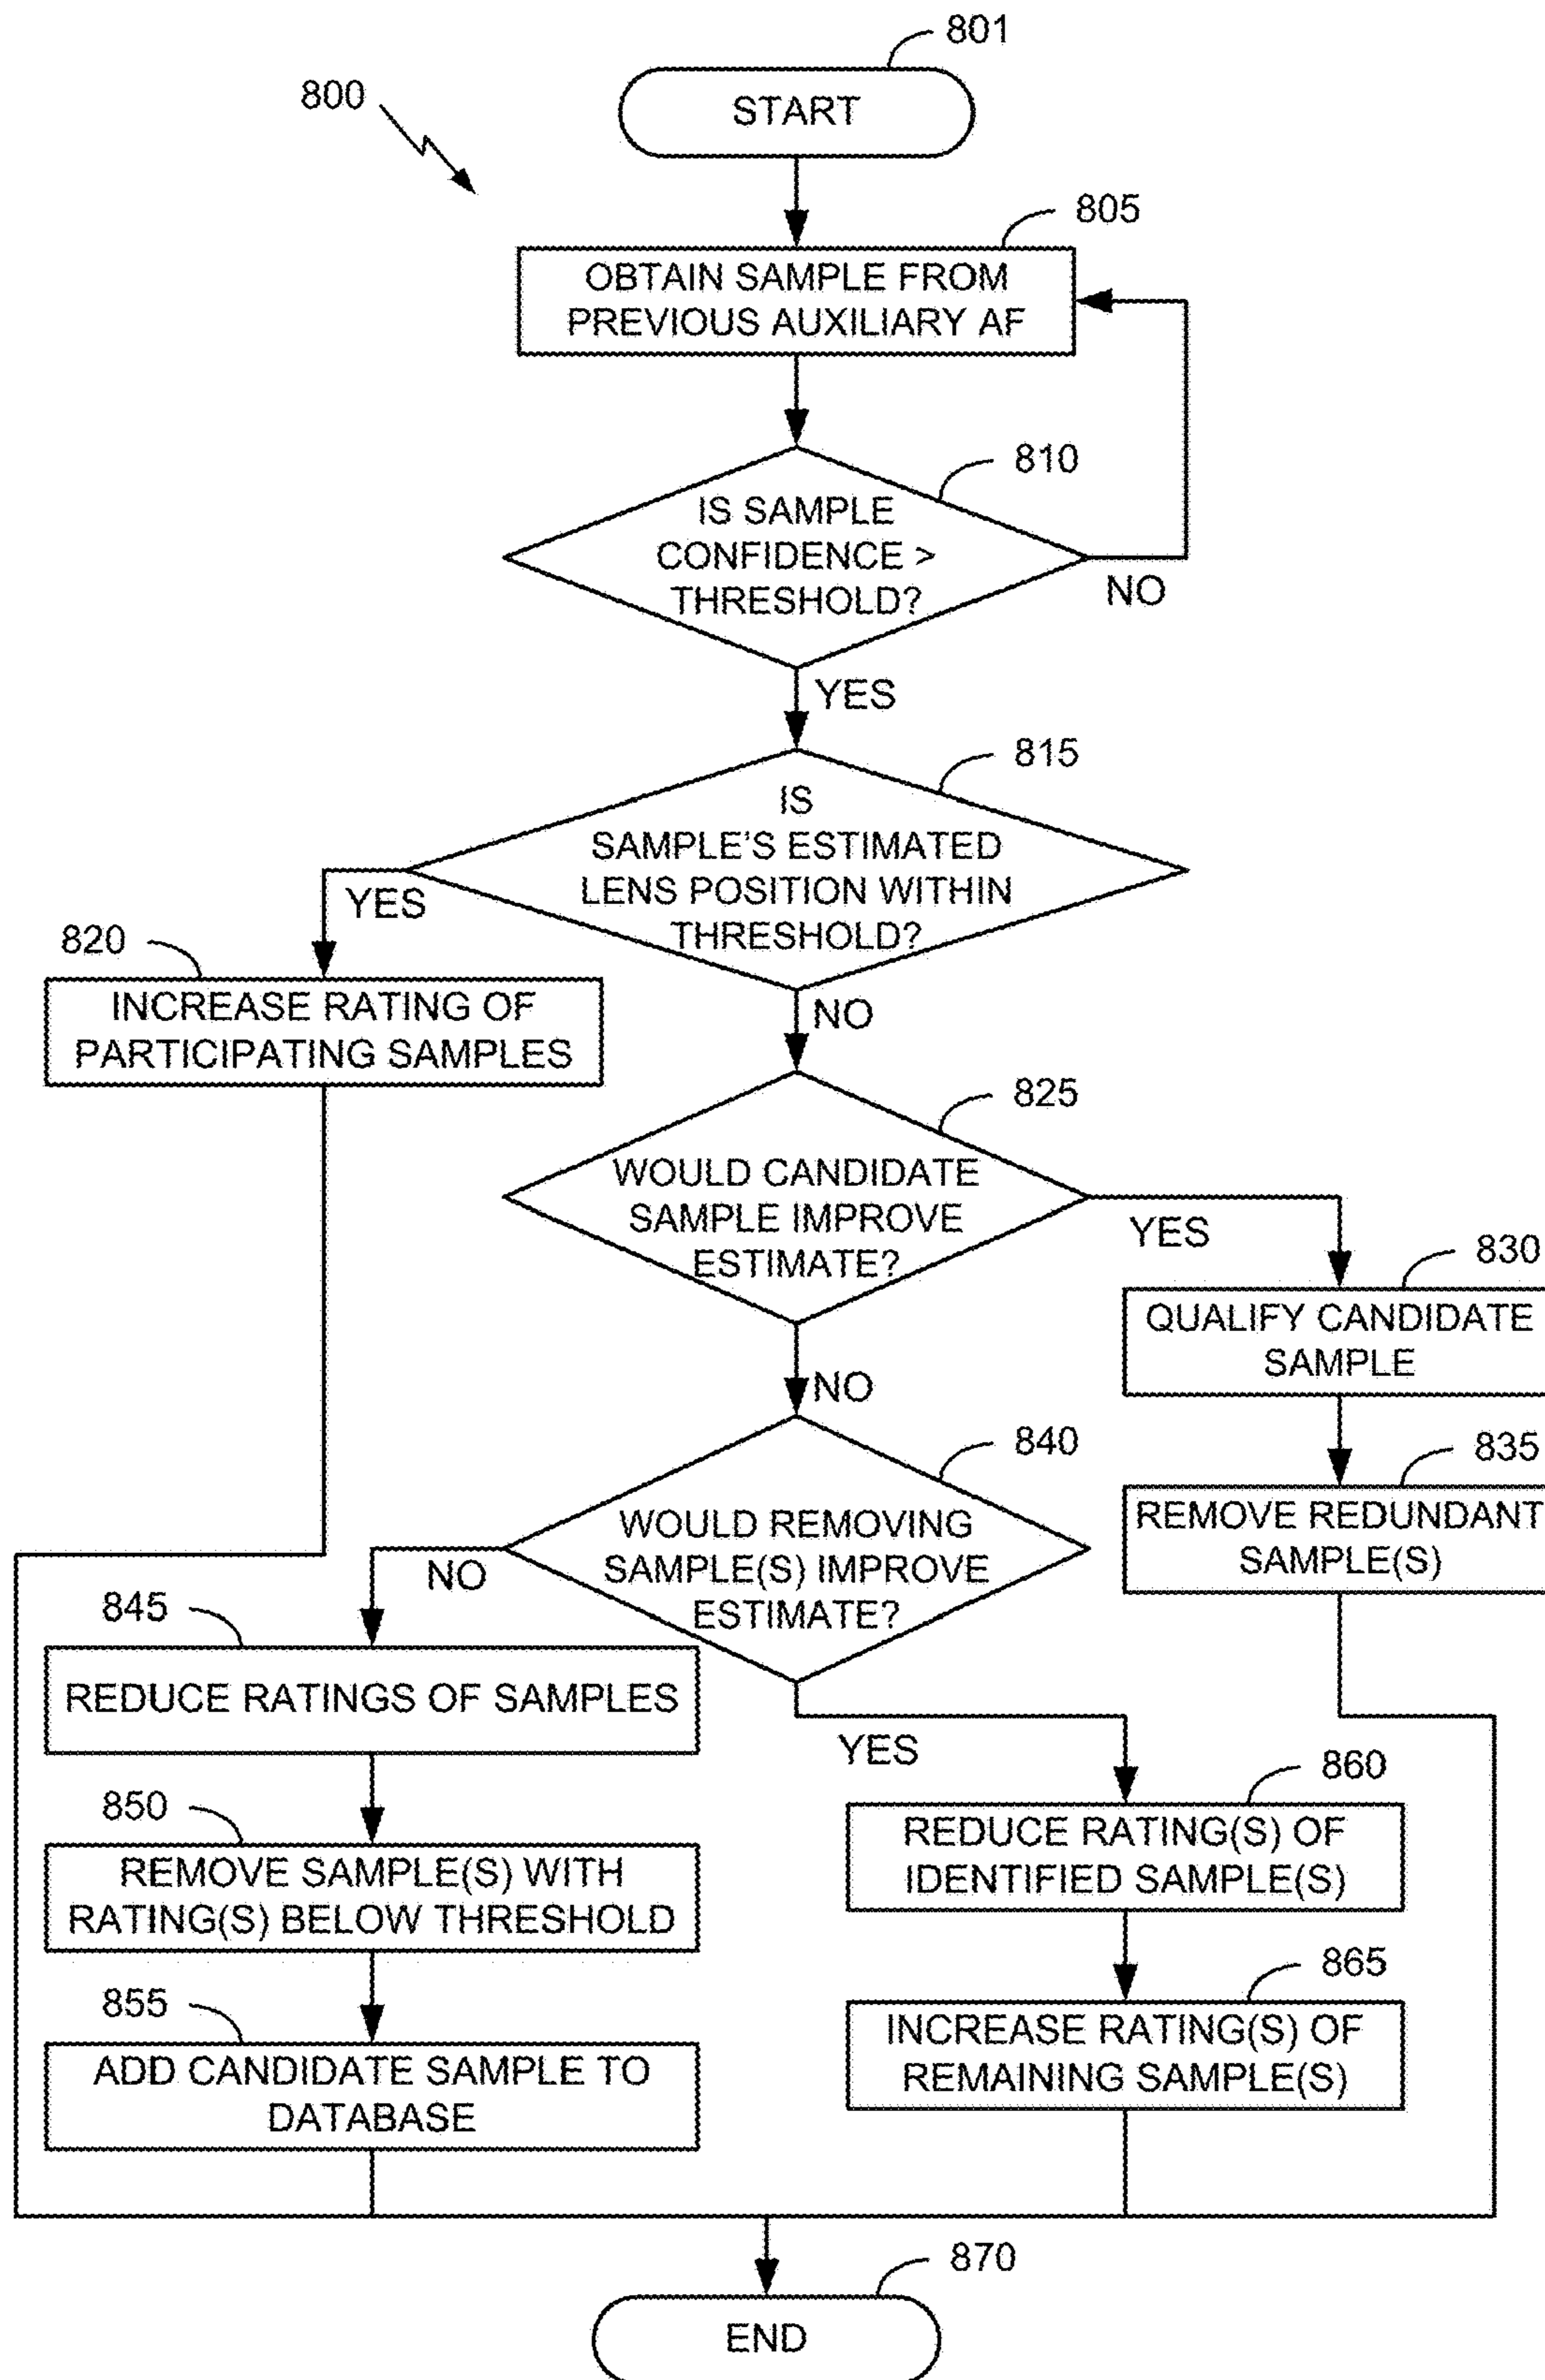 801
START
800
805
OBTAIN SAMPLE FROM
PREVIOUS AUXILIARY AF
810
IS SAMPLE
CONFIDENCE >
THRESHOLD?
NO
YES
815
IS
SAMPLE'S ESTIMATED
LENS POSITION WITHIN
THRESHOLD?
YES
820
INCREASE RATING OF
PARTICIPATING SAMPLES
NO
825
WOULD CANDIDATE
SAMPLE IMPROVE
ESTIMATE?
YES
830
QUALIFY CANDIDATE
SAMPLE
NO
835
REMOVE REDUNDANT
SAMPLE(S)
840
WOULD REMOVING
SAMPLE(S) IMPROVE
ESTIMATE?
NO
845
REDUCE RATINGS OF SAMPLES
YES
850
REMOVE SAMPLE(S) WITH
RATING(S) BELOW THRESHOLD
860
REDUCE RATING(S) OF
IDENTIFIED SAMPLE(S)
855
ADD CANDIDATE SAMPLE TO
DATABASE
865
INCREASE RATING(S) OF
REMAINING SAMPLE(S)
870
END